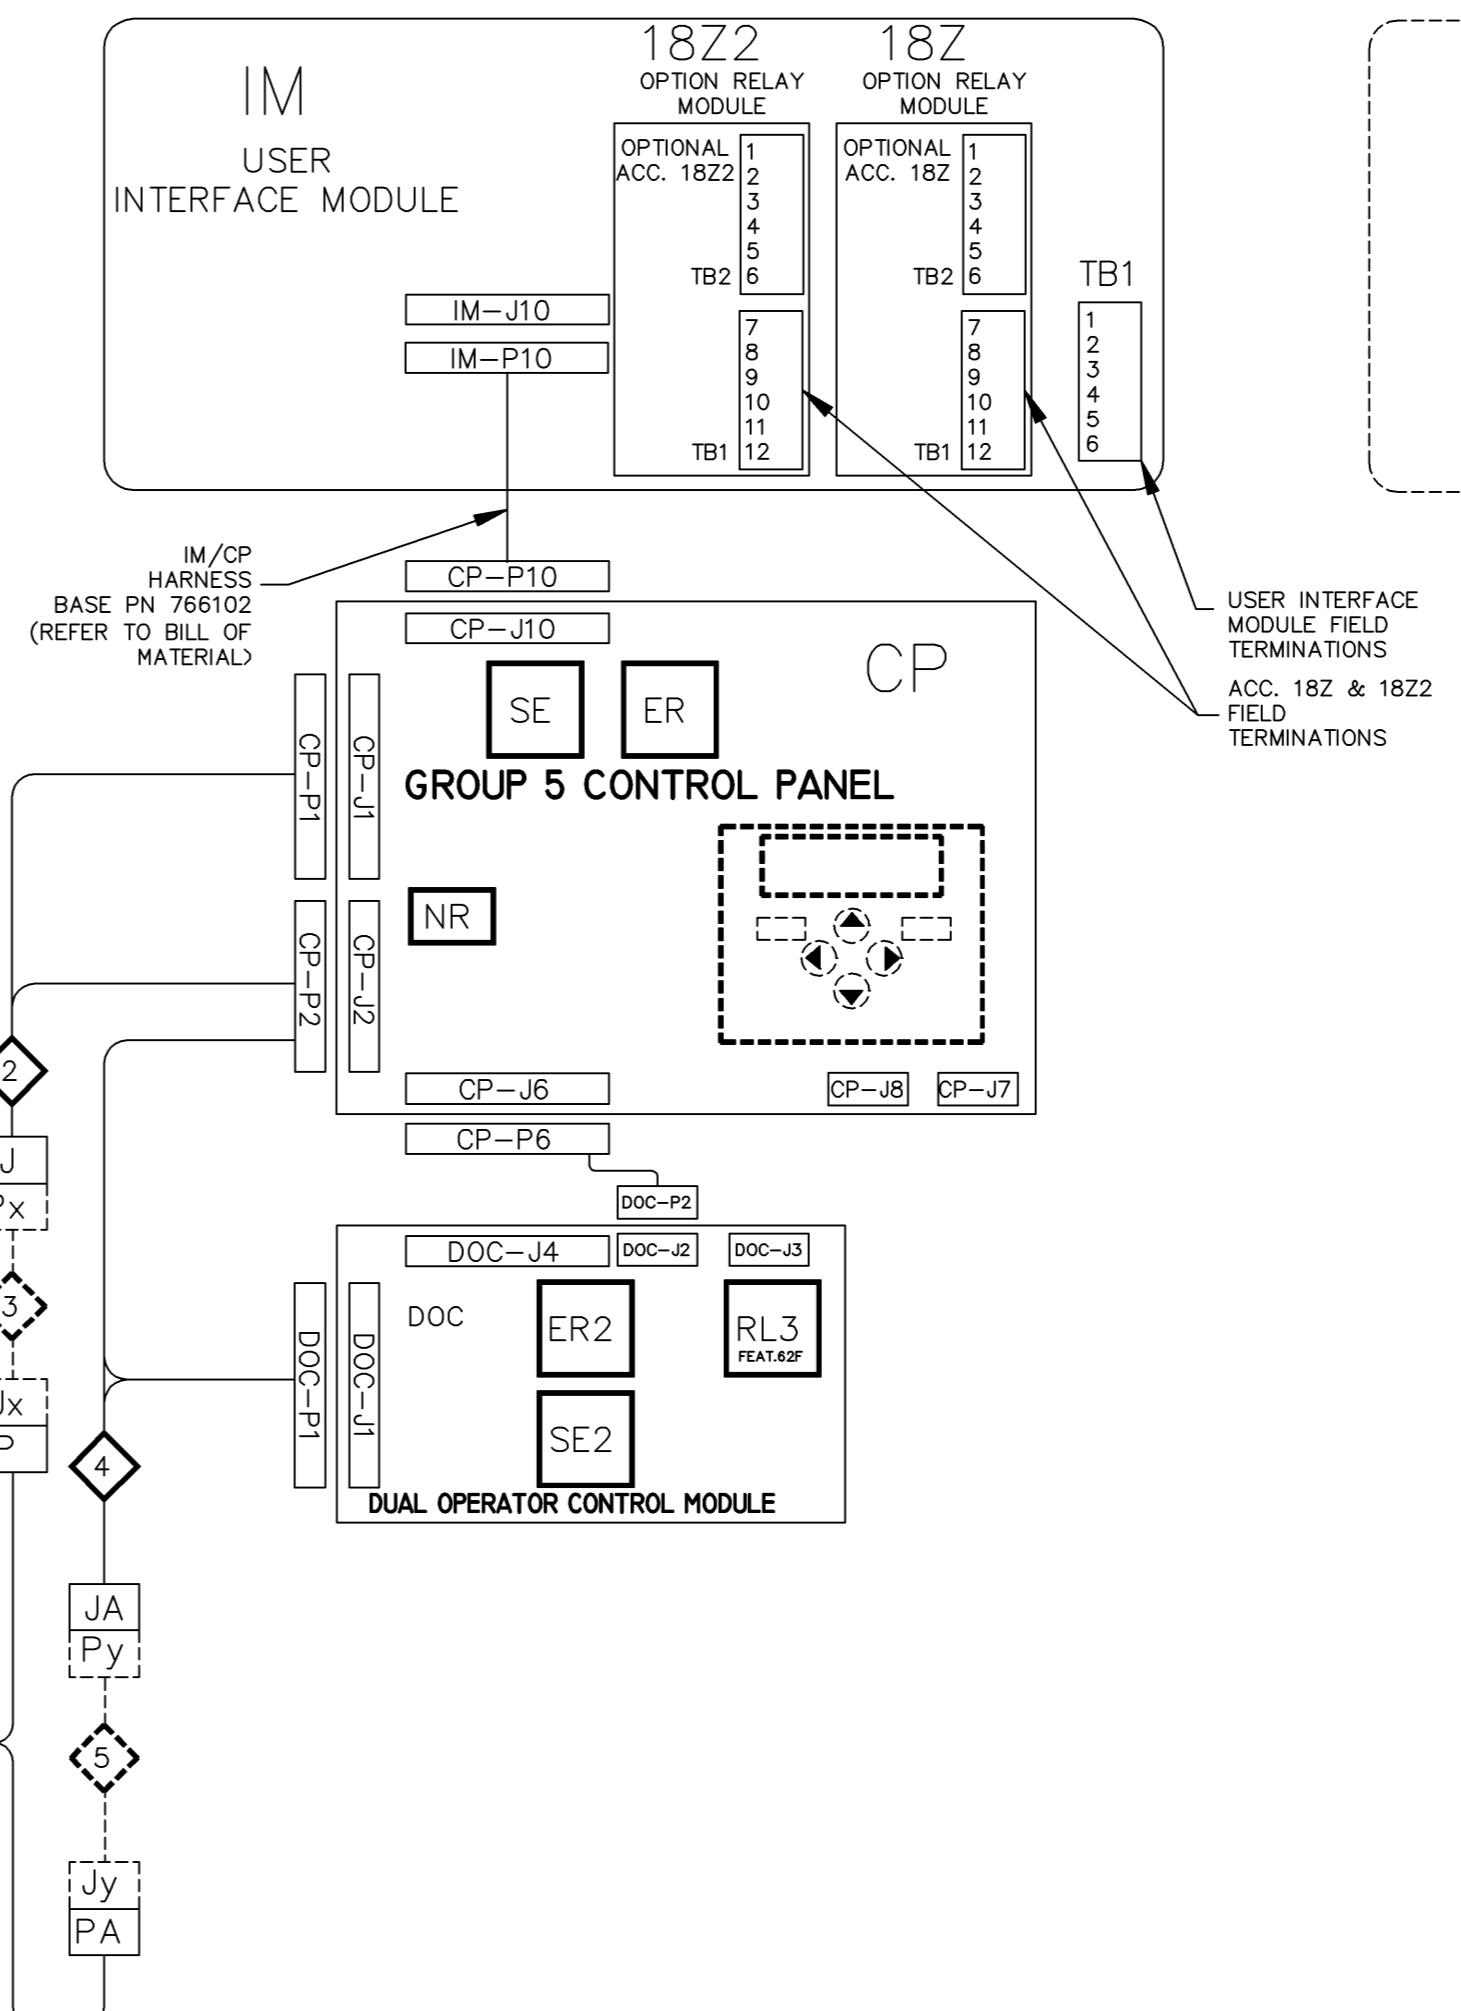 IM
USER
INTERFACE MODULE
18Z2
OPTION RELAY
MODULE
OPTIONAL
ACC. 18Z2
1
2
3
4
5
TB2 6
7
8
9
10
11
TB1 12
18Z
OPTION RELAY
MODULE
OPTIONAL
ACC. 18Z
1
2
3
4
5
TB2 6
7
8
9
10
11
TB1 12
TB1
1
2
3
4
5
6
IM-J10
IM-P10
IM/CP
HARNESS
BASE PN 766102
(REFER TO BILL OF
MATERIAL)
USER INTERFACE
MODULE FIELD
TERMINATIONS
ACC. 18Z & 18Z2
FIELD
TERMINATIONS
CP-P10
CP-J10
CP
SE
ER
CP-P1
CP-J1
GROUP 5 CONTROL PANEL
NR
CP-P2
CP-J2
CP-J6
CP-J8
CP-J7
CP-P6
2
J
Px
3
Jx
P
DOC-P2
DOC-J4
DOC-J2
DOC-J3
DOC
ER2
RL3
FEAT.62F
DOC-P1
DOC-J1
SE2
DUAL OPERATOR CONTROL MODULE
4
JA
Py
5
Jy
PA